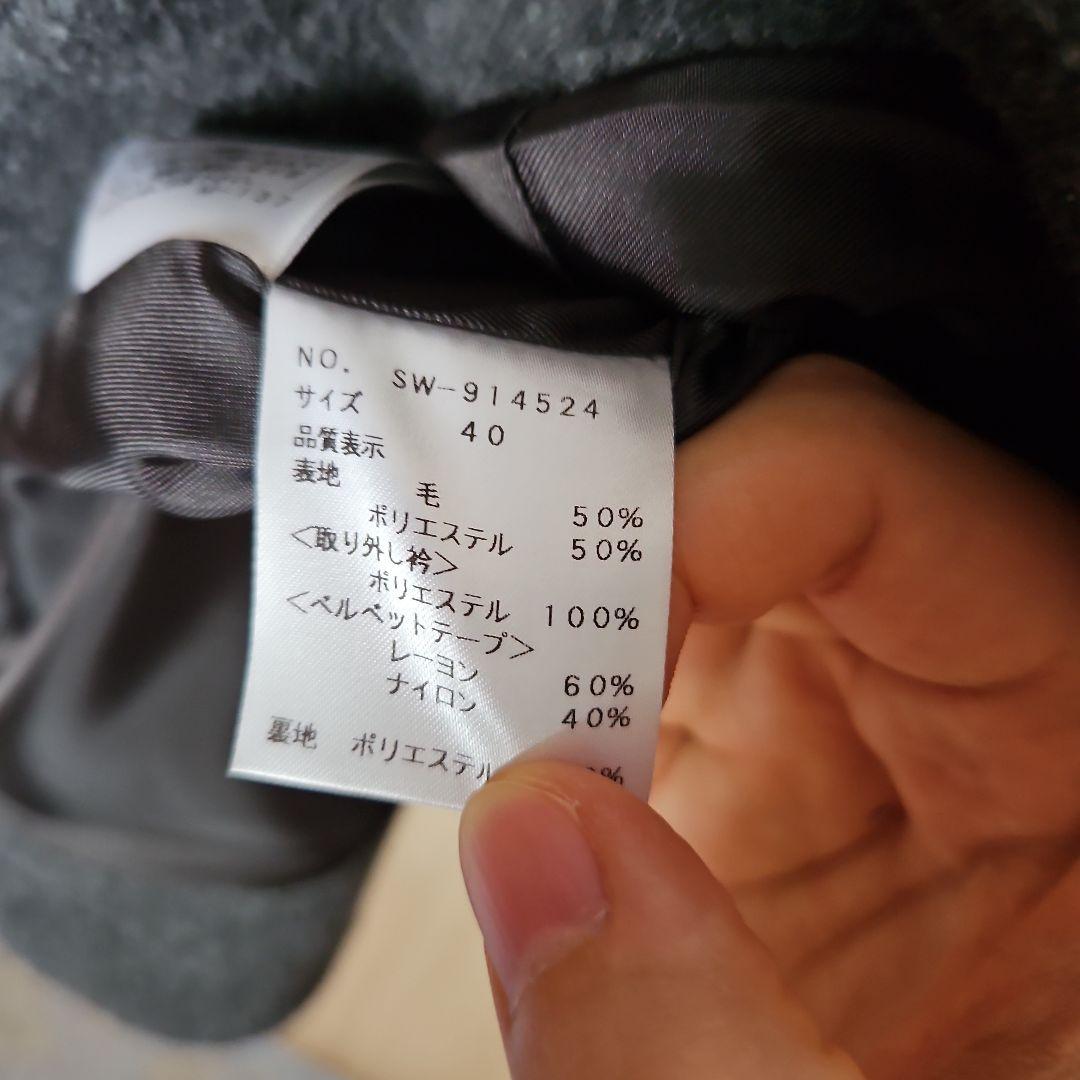 NO. SW-914524
サイズ 40
品質表示
表地 毛 50%
ポリエステル 50%
<取り外し衿>
ポリエステル 100%
<ベルベットテープ>
レーヨン 60%
ナイロン 40%
裏地 ポリエステル